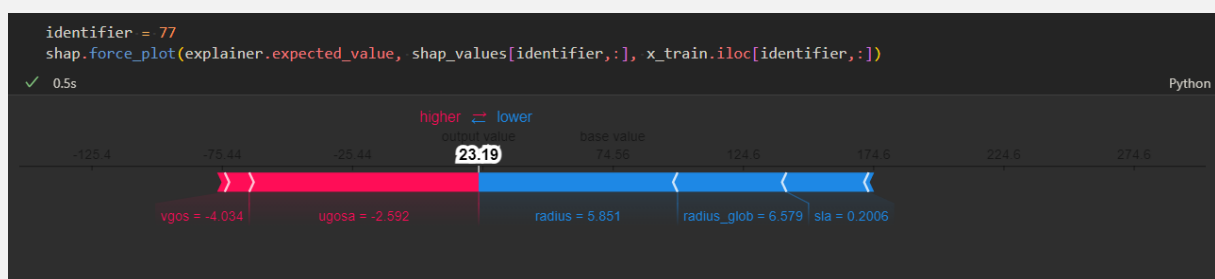 identifier = 77
shap.force_plot(explainer.expected_value, shap_values[identifier,:], x_train.iloc[identifier,:])
✓ 0.5s Python
higher ⇄ lower
output value base value
-125.4 -75.44 -25.44 23.19 74.56 124.6 174.6 224.6 274.6
vgos = -4.034 ugosa = -2.592 radius = 5.851 radius_glob = 6.579 sla = 0.2006